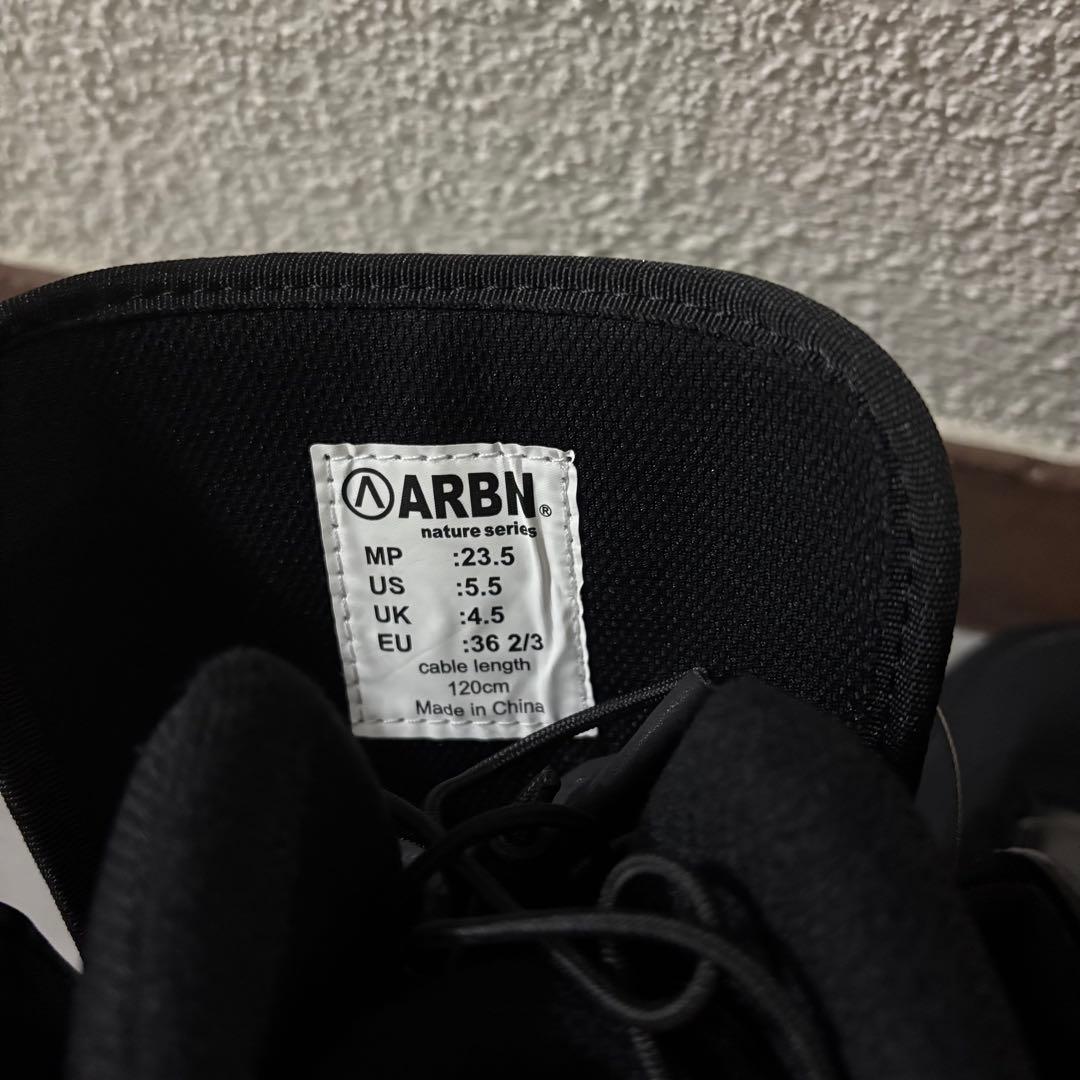 ARBN®
nature series
MP :23.5
US :5.5
UK :4.5
EU :36 2/3
cable length
120cm
Made in China